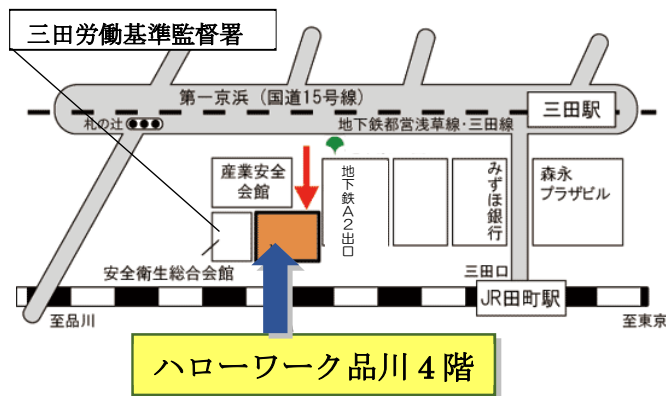 三田労働基準監督署
第一京浜（国道15号線）
三田駅
札の辻
地下鉄都営浅草線・三田線
産業安全
会館
地下鉄A2出口
みずほ銀行
森永
プラザビル
安全衛生総合会館
三田口
JR田町駅
至品川
至東京
ハローワーク品川４階